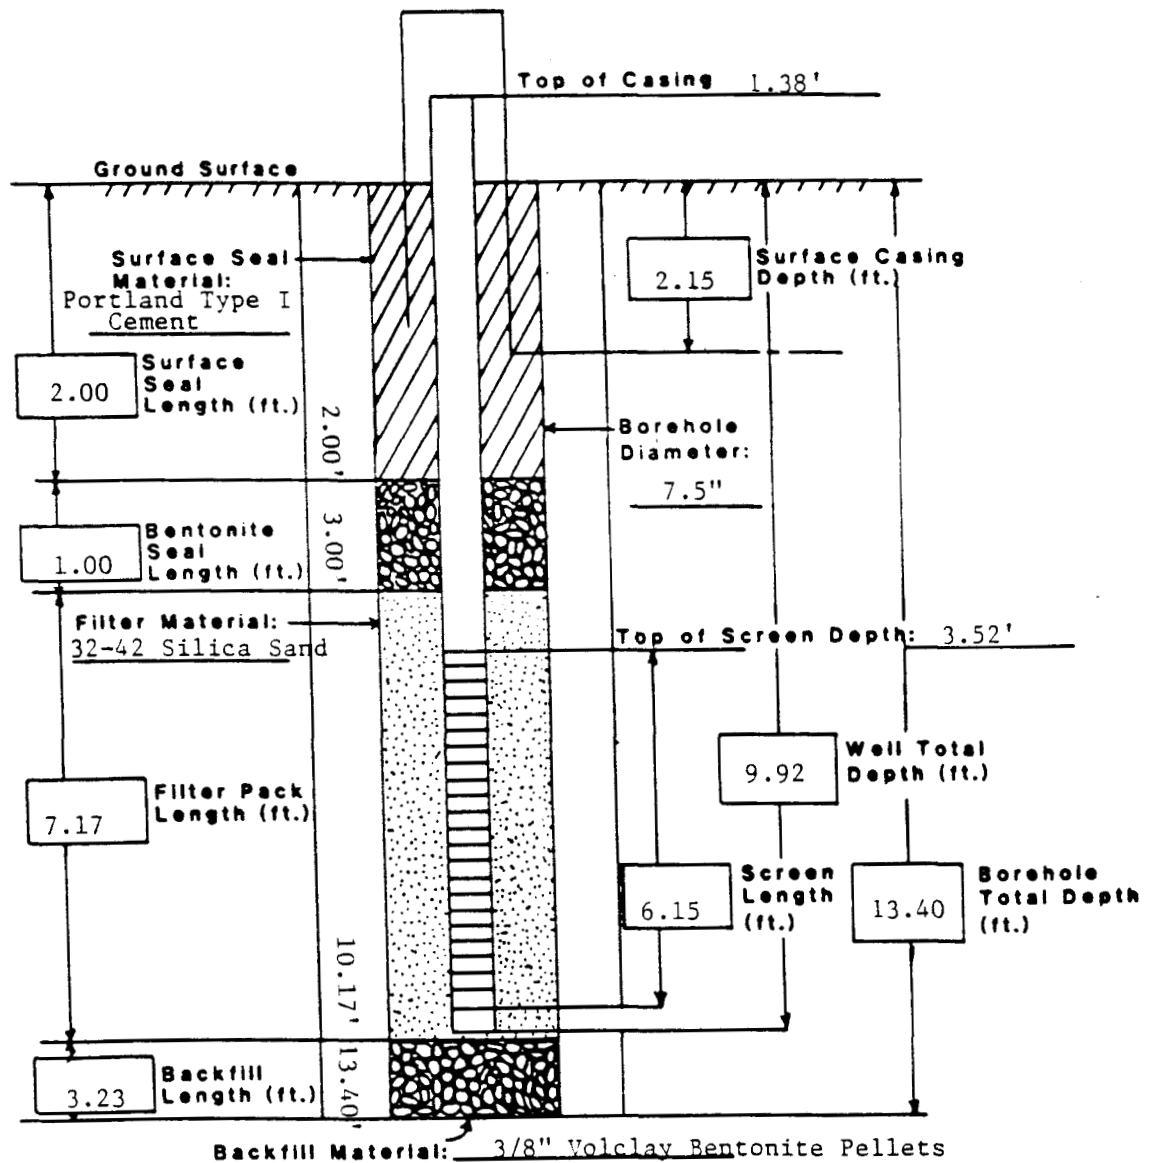 Top of Casing 1.38'
Ground Surface
Surface Seal
Material:
Portland Type I
Cement
2.15
Surface Casing
Depth (ft.)
2.00
Surface
Seal
Length (ft.)
2.00'
Borehole
Diameter:
7.5"
1.00
Bentonite
Seal
Length (ft.)
3.00'
Filter Material:
32-42 Silica Sand
Top of Screen Depth: 3.52'
9.92
Well Total
Depth (ft.)
7.17
Filter Pack
Length (ft.)
6.15
Screen
Length
(ft.)
13.40
Borehole
Total Depth
(ft.)
10.17'
3.23
Backfill
Length (ft.)
13.40'
Backfill Material: 3/8" Volclay Bentonite Pellets